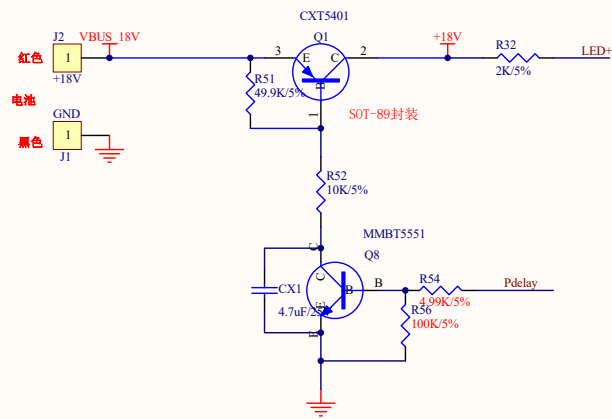 CXT5401
J2
VBUS_18V
Q1
+18V
红色
1
3
E
C
2
R32
LED+
+18V
R51
B
2K/5%
49.9K/5%
电池
GND
1
SOT-89封装
黑色
1
J1
R52
10K/5%
MMBT5551
C
Q8
C
CX1
B
B
R54
Pdelay
4.7uF/25
E
4.99K/5%
R56
E
100K/5%